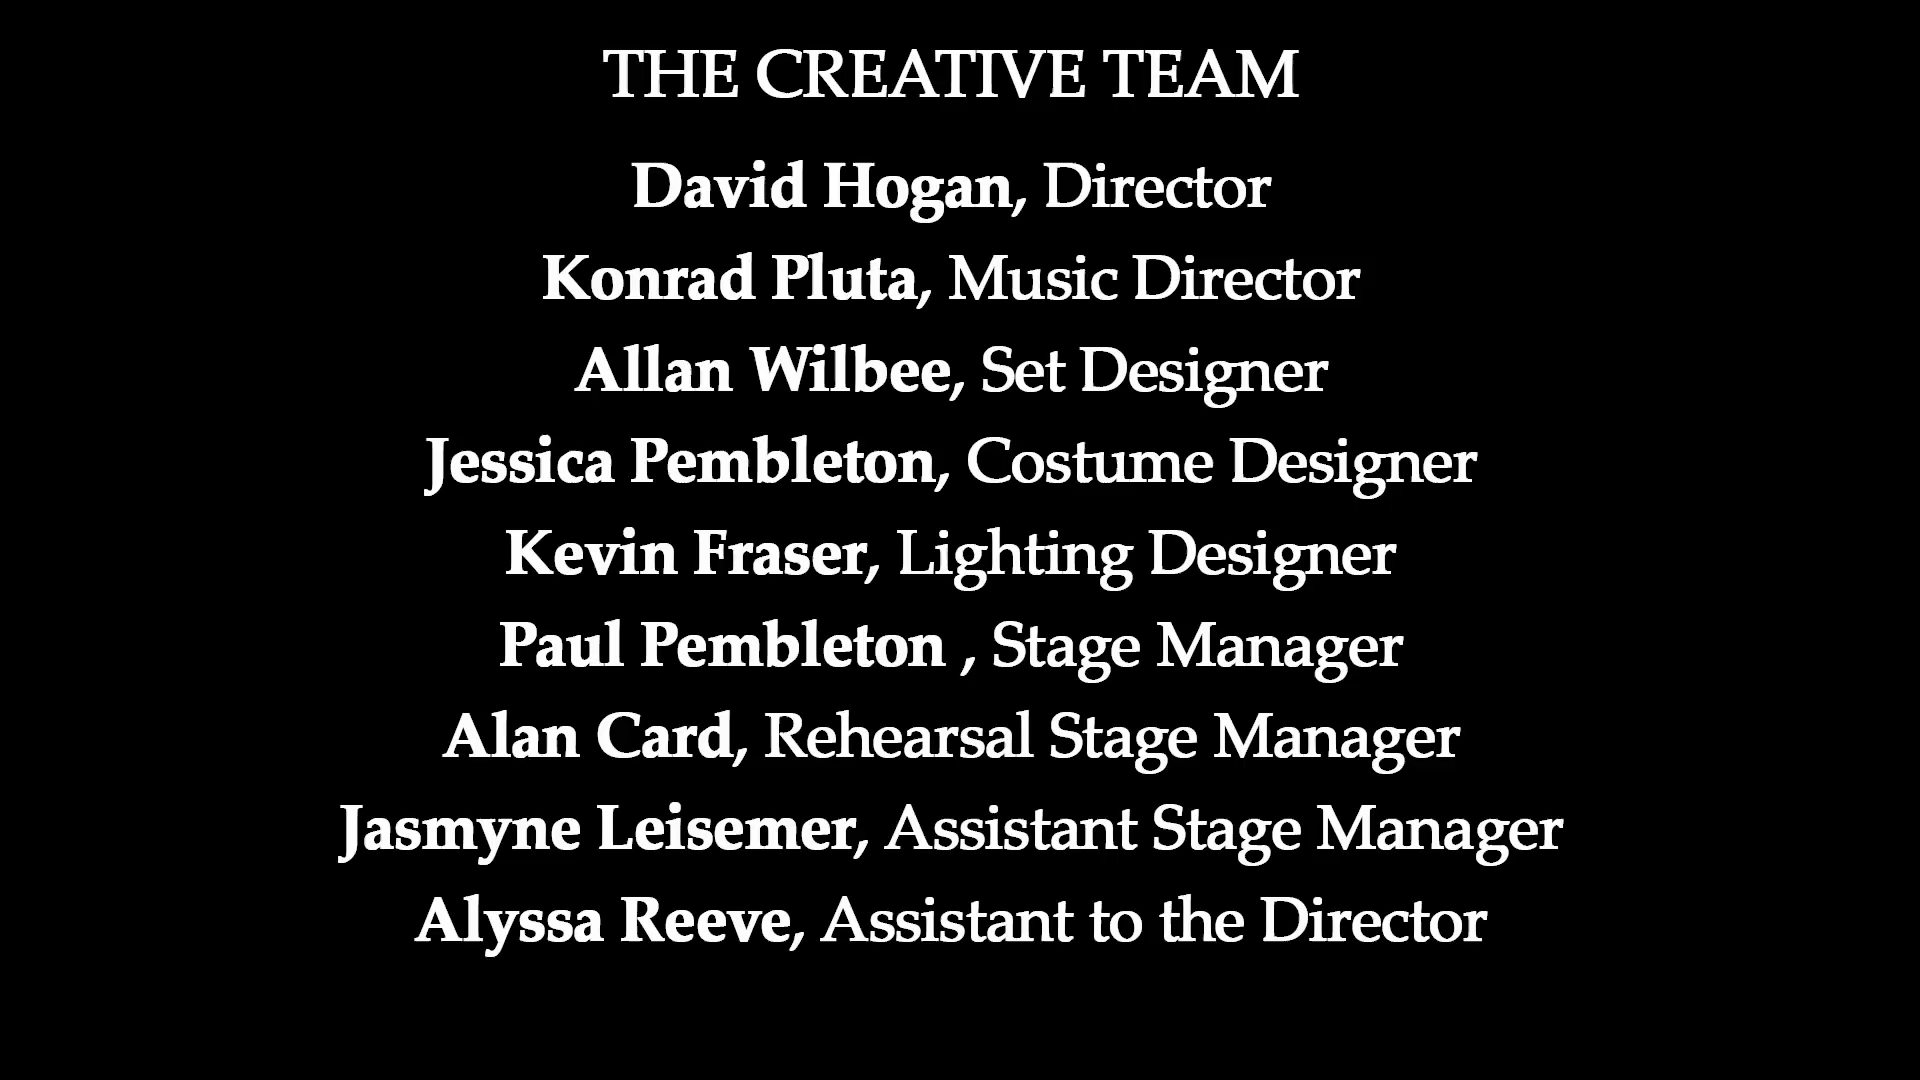 THE CREATIVE TEAM
David Hogan, Director
Konrad Pluta, Music Director
Allan Wilbee, Set Designer
Jessica Pembleton, Costume Designer
Kevin Fraser, Lighting Designer
Paul Pembleton , Stage Manager
Alan Card, Rehearsal Stage Manager
Jasmyne Leisemer, Assistant Stage Manager
Alyssa Reeve, Assistant to the Director